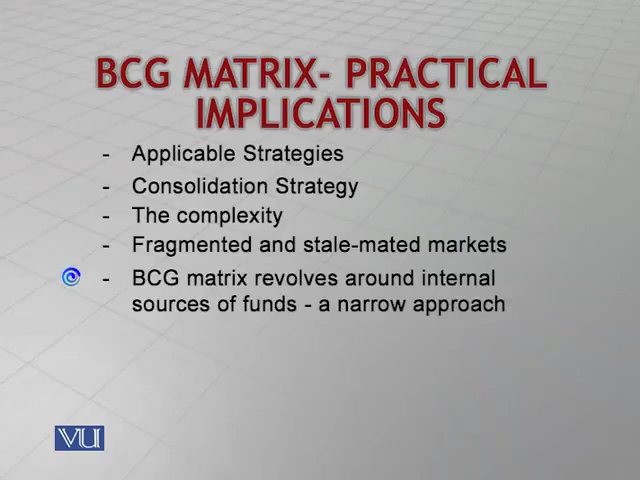 BCG MATRIX- PRACTICAL
IMPLICATIONS
- Applicable Strategies
- Consolidation Strategy
- The complexity
- Fragmented and stale-mated markets
- BCG matrix revolves around internal
sources of funds - a narrow approach
VU